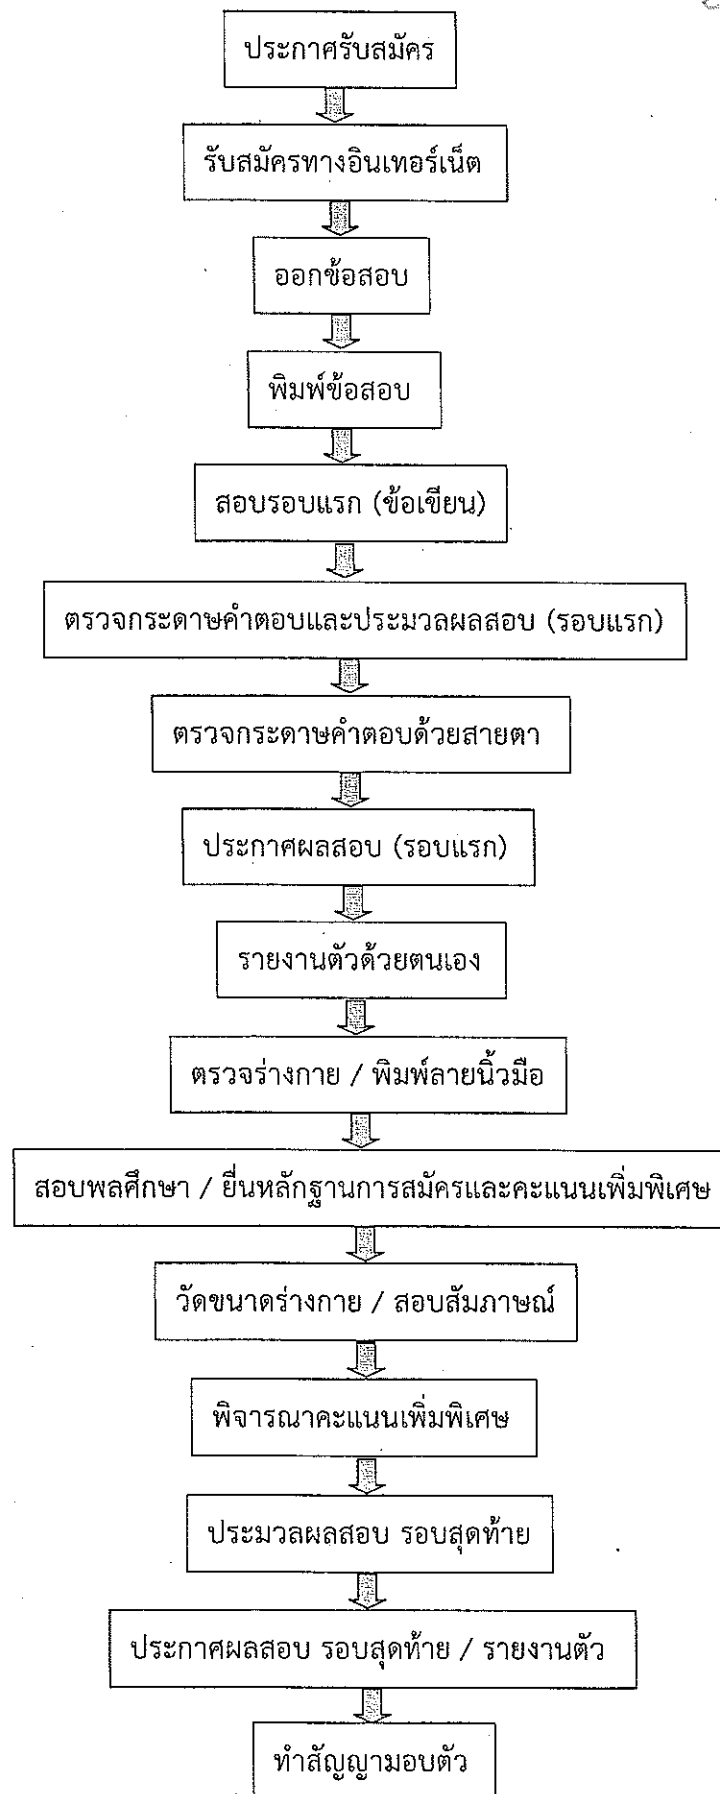 ประกาศรับสมัคร
รับสมัครทางอินเทอร์เน็ต
ออกข้อสอบ
พิมพ์ข้อสอบ
สอบรอบแรก (ข้อเขียน)
ตรวจกระดาษคำตอบและประมวลผลสอบ (รอบแรก)
ตรวจกระดาษคำตอบด้วยสายตา
ประกาศผลสอบ (รอบแรก)
รายงานตัวด้วยตนเอง
ตรวจร่างกาย / พิมพ์ลายนิ้วมือ
สอบพลศึกษา / ยื่นหลักฐานการสมัครและคะแนนเพิ่มพิเศษ
วัดขนาดร่างกาย / สอบสัมภาษณ์
พิจารณาคะแนนเพิ่มพิเศษ
ประมวลผลสอบ รอบสุดท้าย
ประกาศผลสอบ รอบสุดท้าย / รายงานตัว
ทำสัญญามอบตัว